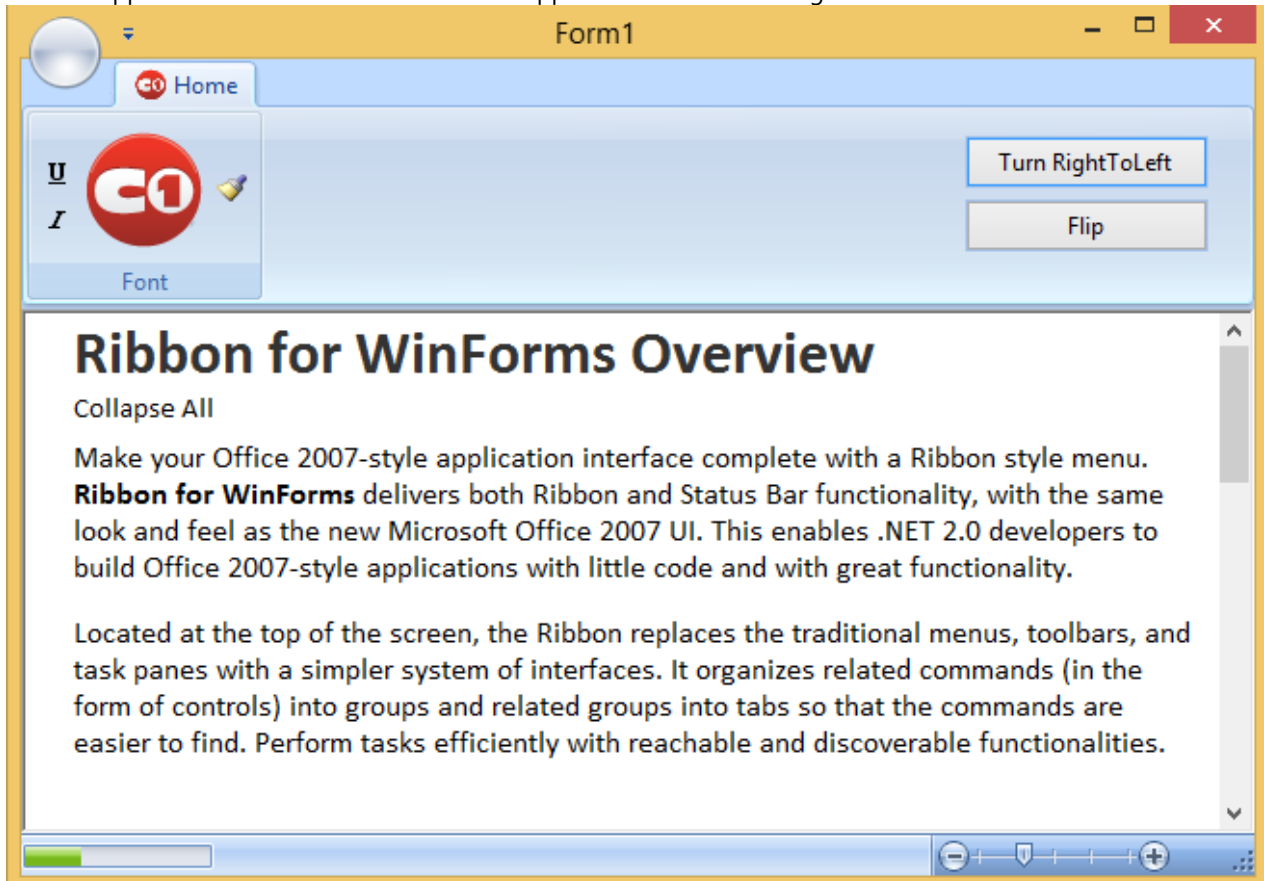 Form1
C1 Home
Turn RightToLeft
U
C1
I
Flip
Font
Ribbon for WinForms Overview
Collapse All
Make your Office 2007-style application interface complete with a Ribbon style menu.
Ribbon for WinForms delivers both Ribbon and Status Bar functionality, with the same
look and feel as the new Microsoft Office 2007 UI. This enables .NET 2.0 developers to
build Office 2007-style applications with little code and with great functionality.
Located at the top of the screen, the Ribbon replaces the traditional menus, toolbars, and
task panes with a simpler system of interfaces. It organizes related commands (in the
form of controls) into groups and related groups into tabs so that the commands are
easier to find. Perform tasks efficiently with reachable and discoverable functionalities.